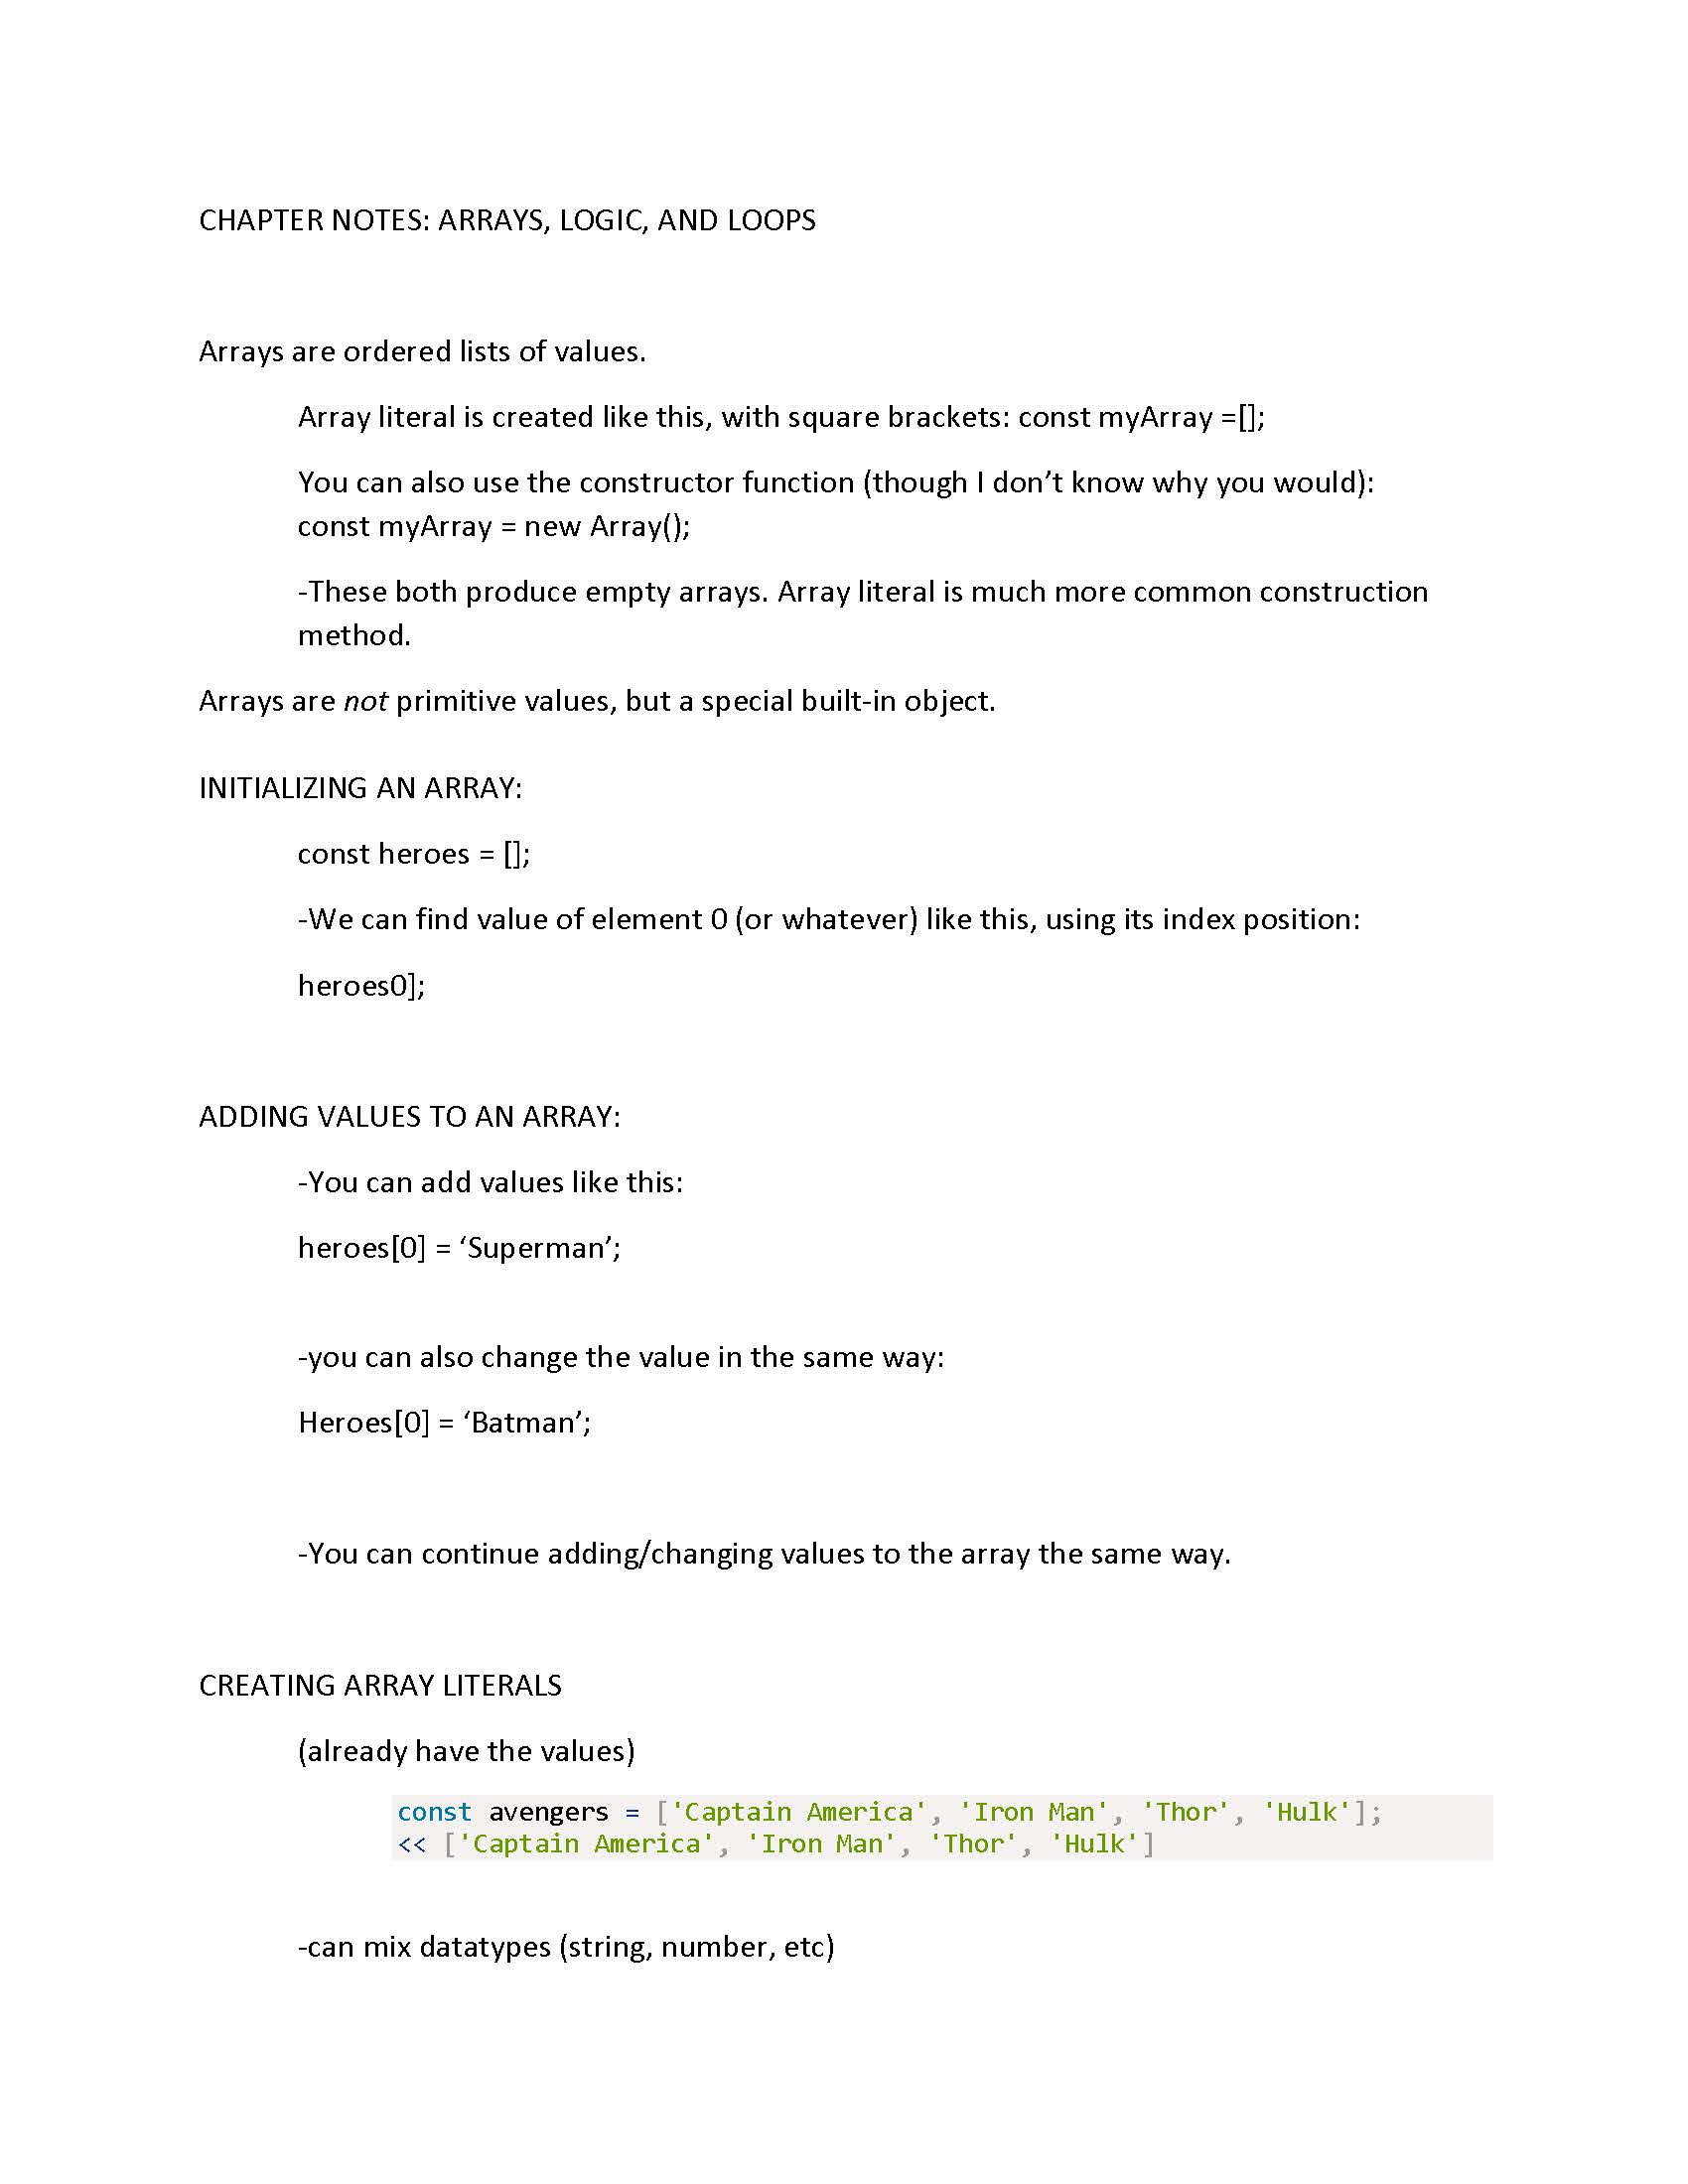 CHAPTER NOTES: ARRAYS, LOGIC, AND LOOPS
Arrays are ordered lists of values.
Array literal is created like this, with square brackets: const myArray =[];
You can also use the constructor function (though I don’t know why you would):
const myArray = new Array();
-These both produce empty arrays. Array literal is much more common construction
method.
Arrays are not primitive values, but a special built-in object.
INITIALIZING AN ARRAY:
const heroes = [];
-We can find value of element 0 (or whatever) like this, using its index position:
heroes0];
ADDING VALUES TO AN ARRAY:
-You can add values like this:
heroes[0] = ‘Superman’;
-you can also change the value in the same way:
Heroes[0] = ‘Batman’;
-You can continue adding/changing values to the array the same way.
CREATING ARRAY LITERALS
(already have the values)
const avengers = ['Captain America', 'Iron Man', 'Thor', 'Hulk'];
<< ['Captain America', 'Iron Man', 'Thor', 'Hulk']
-can mix datatypes (string, number, etc)